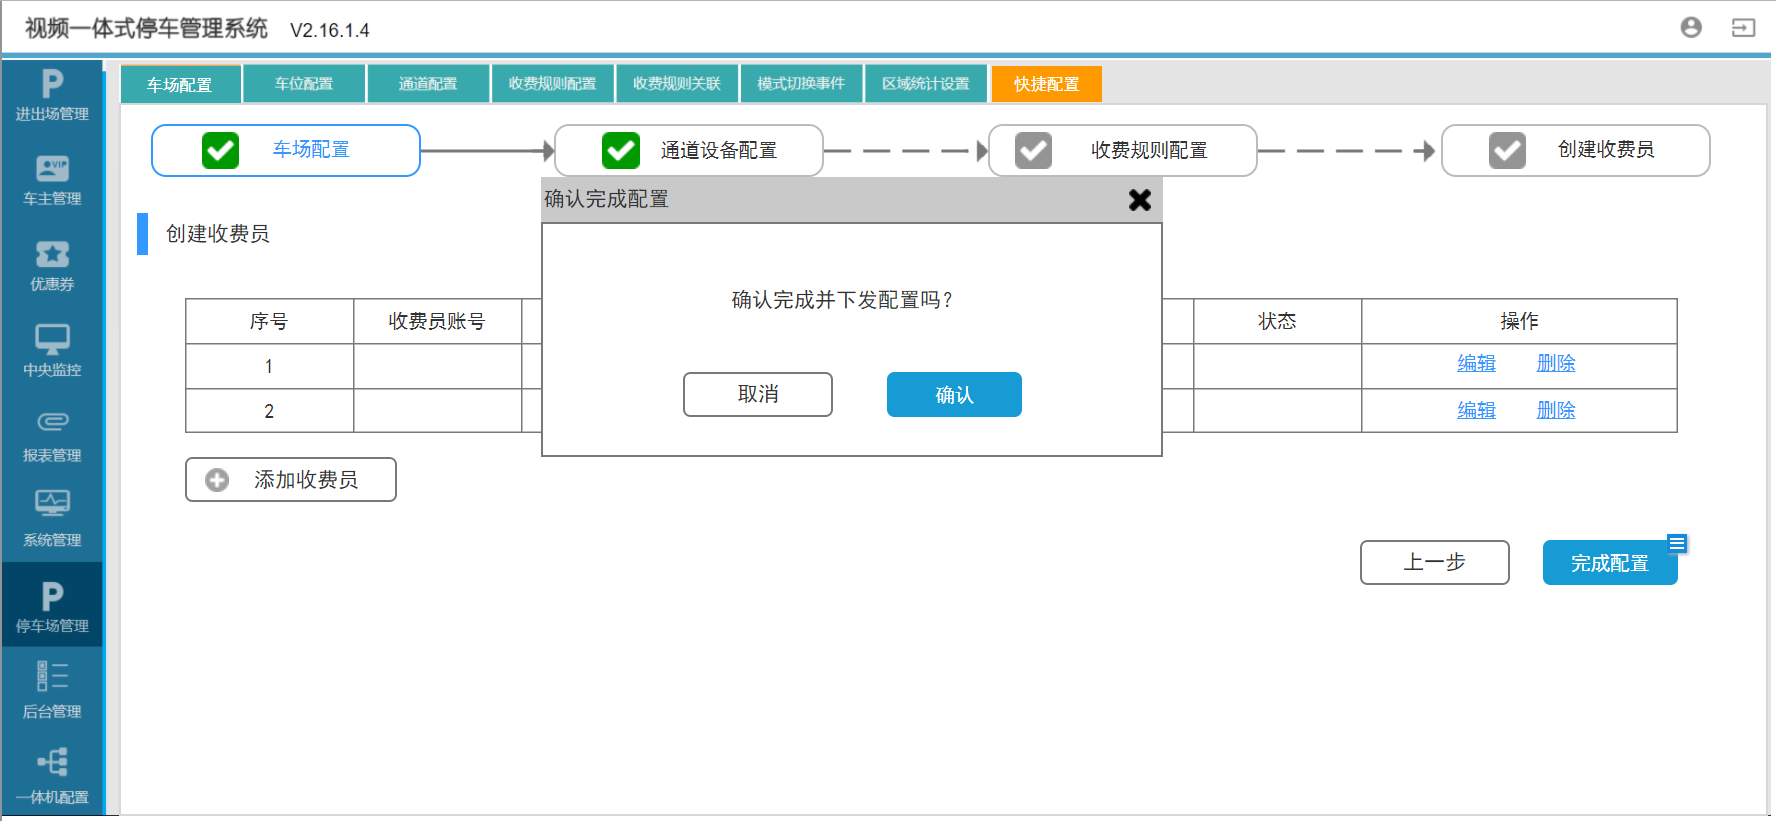 视频一体式停车管理系统 V2.16.1.4
进出场管理
车主管理
优惠券
中央监控
报表管理
系统管理
停车场管理
后台管理
一体机配置
车场配置 车位配置 通道配置 收费规则配置 收费规则关联 模式切换事件 区域统计设置 快捷配置
车场配置 通道设备配置 收费规则配置 创建收费员
创建收费员
序号 收费员账号 状态 操作
1 编辑 删除
2 编辑 删除
添加收费员
上一步 完成配置
确认完成配置
确认完成并下发配置吗？
取消 确认